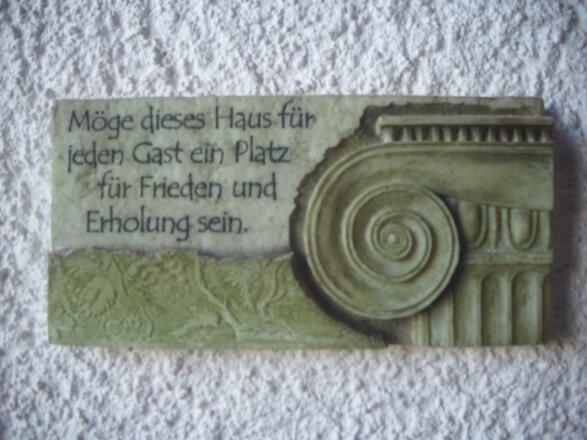 Möge dieses Haus für
jeden Gast ein Platz
für Frieden und
Erholung sein.